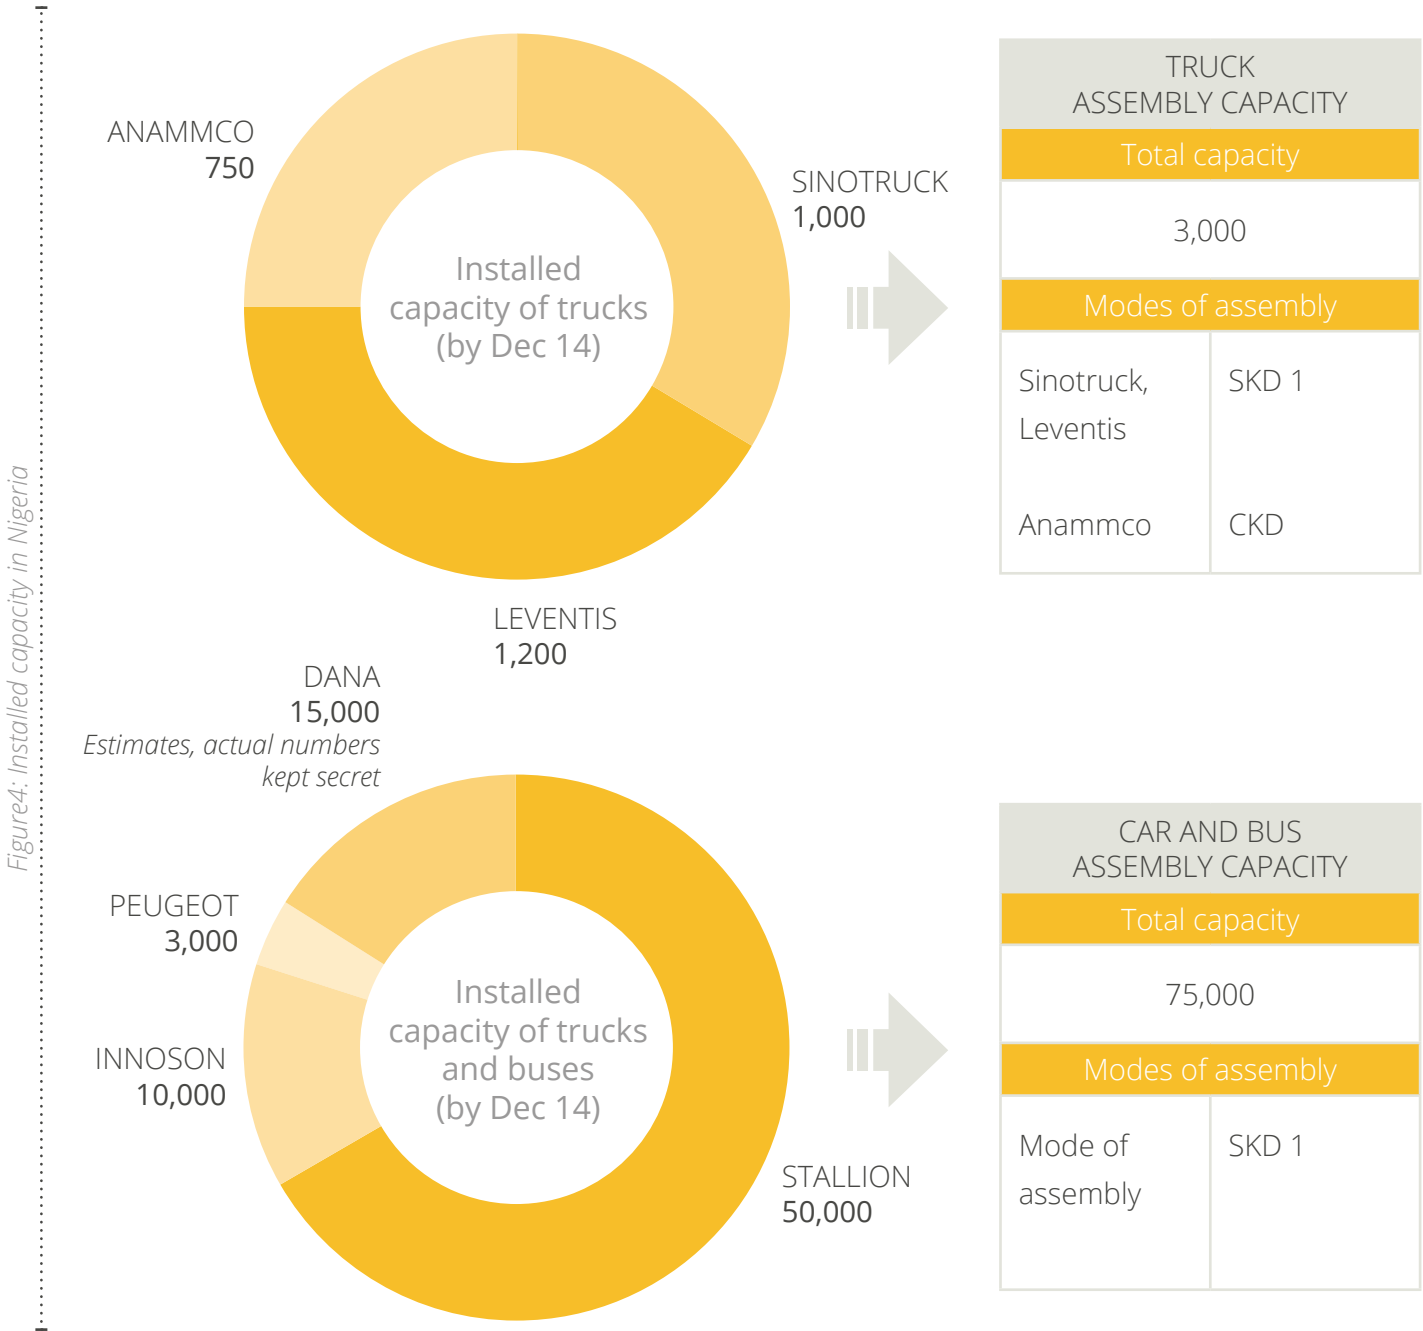 Figure4: Installed capacity in Nigeria
ANAMMCO
750
SINOTRUCK
1,000
Installed
capacity of trucks
(by Dec 14)
LEVENTIS
1,200
TRUCK
ASSEMBLY CAPACITY
Total capacity
3,000
Modes of assembly
Sinotruck,
Leventis
SKD 1
Anammco
CKD
DANA
15,000
Estimates, actual numbers
kept secret
PEUGEOT
3,000
INNOSON
10,000
Installed
capacity of trucks
and buses
(by Dec 14)
STALLION
50,000
CAR AND BUS
ASSEMBLY CAPACITY
Total capacity
75,000
Modes of assembly
Mode of
assembly
SKD 1